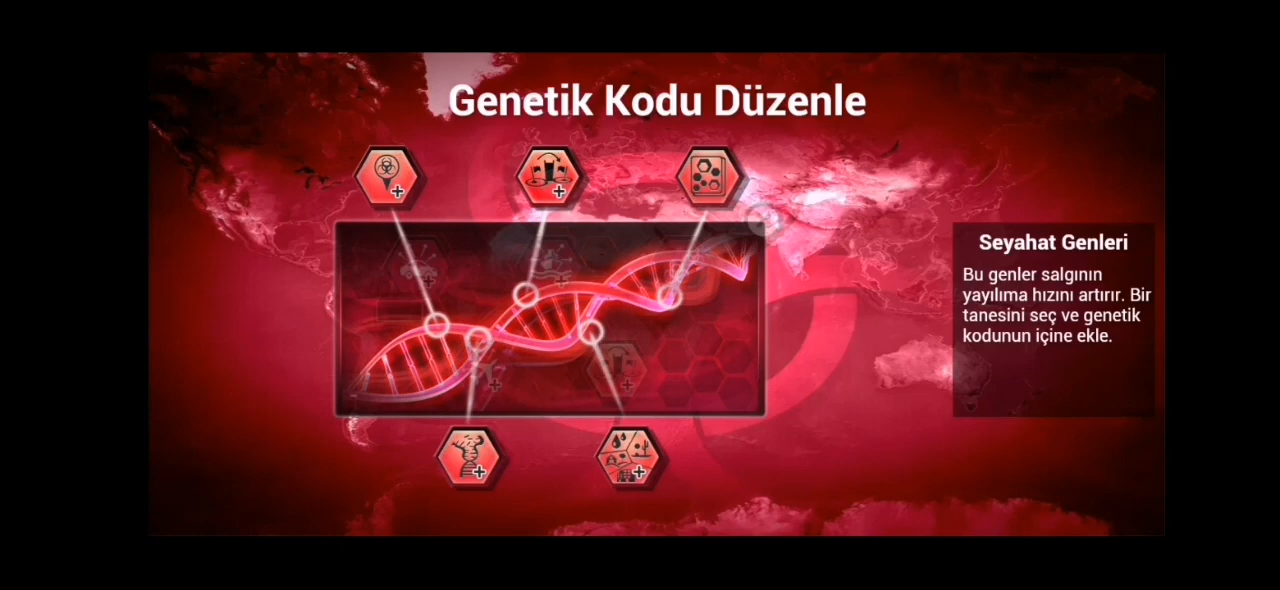 Genetik Kodu Düzenle
Seyahat Genleri
Bu genler salgının
yayılıma hızını artırır. Bir
tanesini seç ve genetik
kodunun içine ekle.